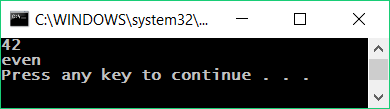 C:\WINDOWS\system32\...
42
even
Press any key to continue . . .